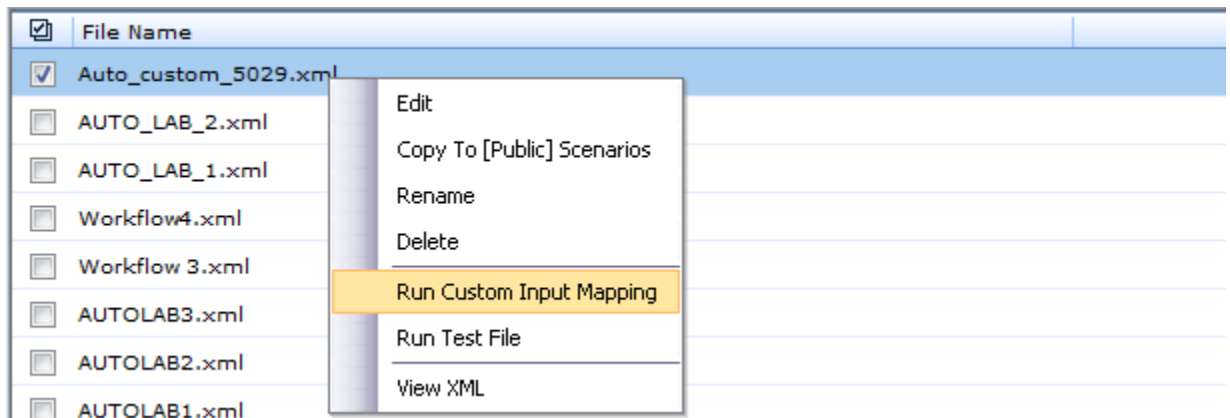 File Name
Auto_custom_5029.xml
AUTO_LAB_2.xml
AUTO_LAB_1.xml
Workflow4.xml
Workflow 3.xml
AUTOLAB3.xml
AUTOLAB2.xml
AUTOLAB1.xml
Edit
Copy To [Public] Scenarios
Rename
Delete
Run Custom Input Mapping
Run Test File
View XML